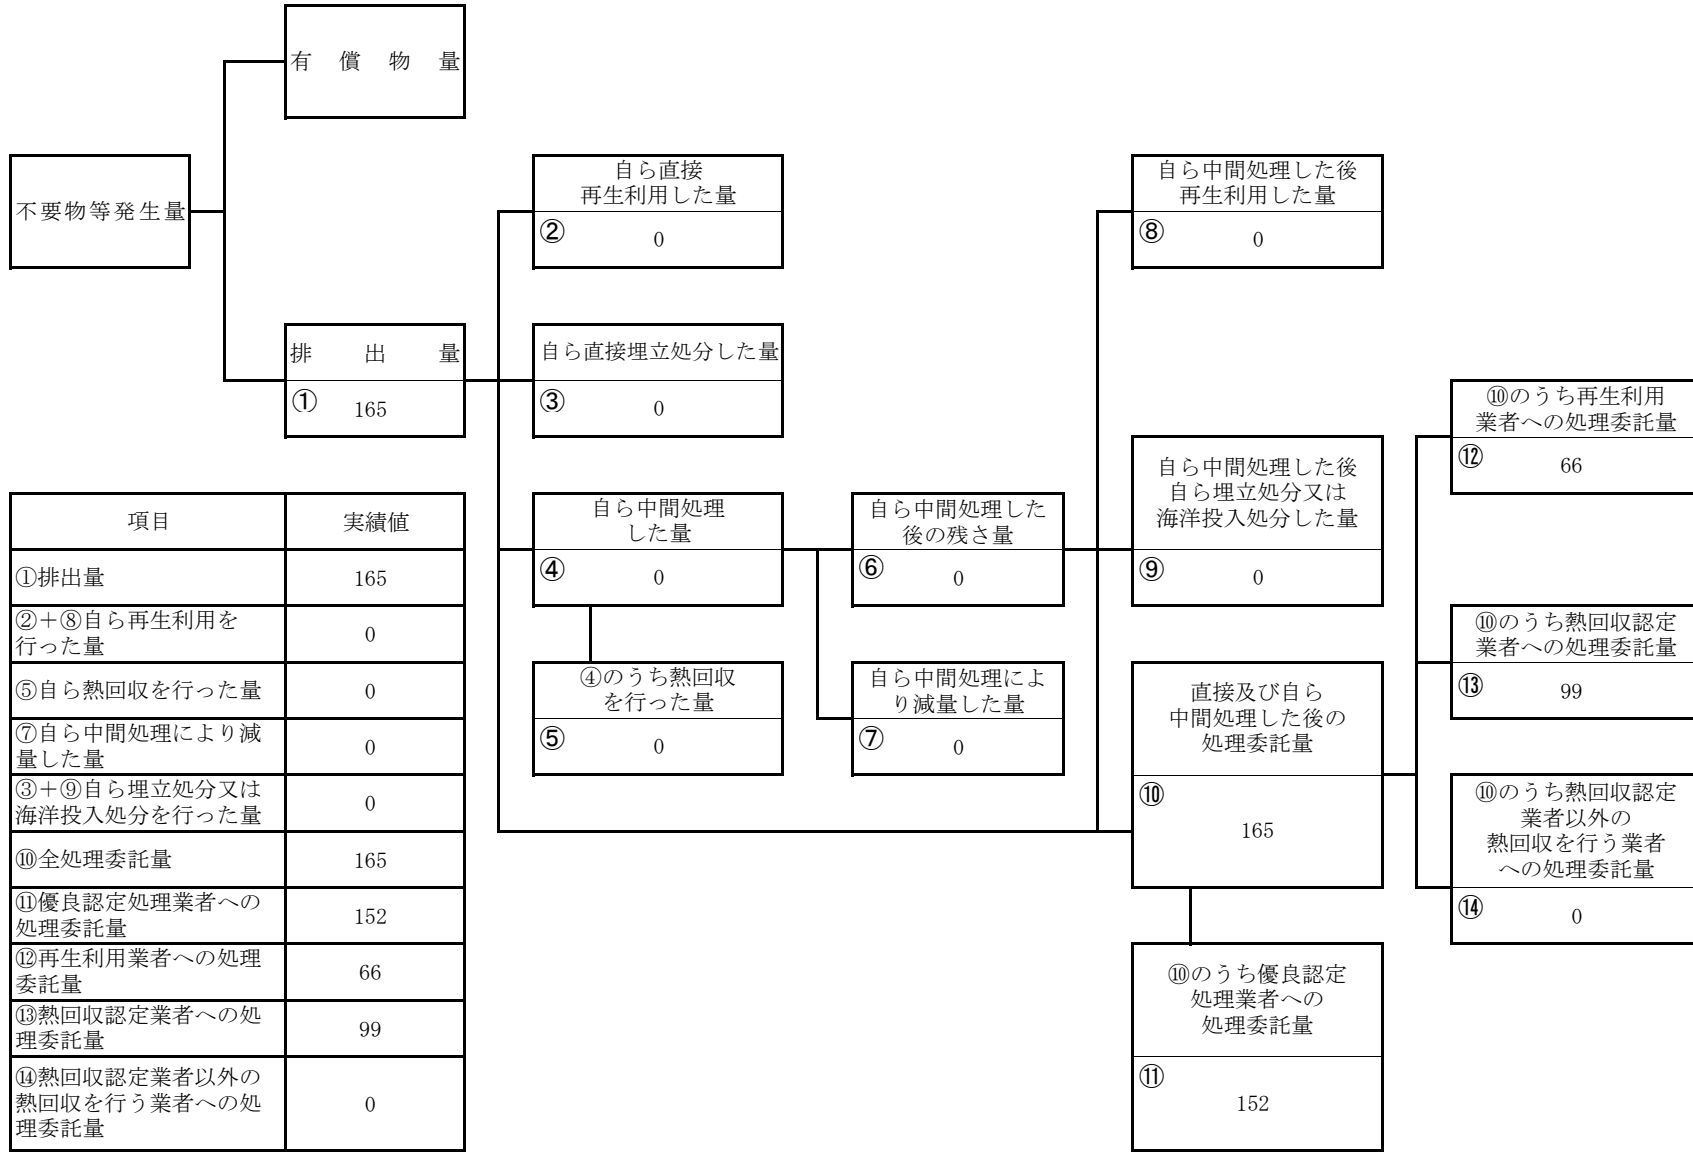 有償物量
不要物等発生量
排出量
① 165
自ら直接
再生利用した量
② 0
自ら直接埋立処分した量
③ 0
自ら中間処理
した量
④ 0
④のうち熱回収
を行った量
⑤ 0
自ら中間処理した
後の残さ量
⑥ 0
自ら中間処理によ
り減量した量
⑦ 0
自ら中間処理した後
再生利用した量
⑧ 0
自ら中間処理した後
自ら埋立処分又は
海洋投入処分した量
⑨ 0
直接及び自ら
中間処理した後の
処理委託量
⑩
165
⑩のうち優良認定
処理業者への
処理委託量
⑪
152
⑩のうち再生利用
業者への処理委託量
⑫ 66
⑩のうち熱回収認定
業者への処理委託量
⑬ 99
⑩のうち熱回収認定
業者以外の
熱回収を行う業者
への処理委託量
⑭ 0
項目 実績値
①排出量 165
②＋⑧自ら再生利用を
行った量 0
⑤自ら熱回収を行った量 0
⑦自ら中間処理により減
量した量 0
③＋⑨自ら埋立処分又は
海洋投入処分を行った量 0
⑩全処理委託量 165
⑪優良認定処理業者への
処理委託量 152
⑫再生利用業者への処理
委託量 66
⑬熱回収認定業者への処
理委託量 99
⑭熱回収認定業者以外の
熱回収を行う業者への処
理委託量 0